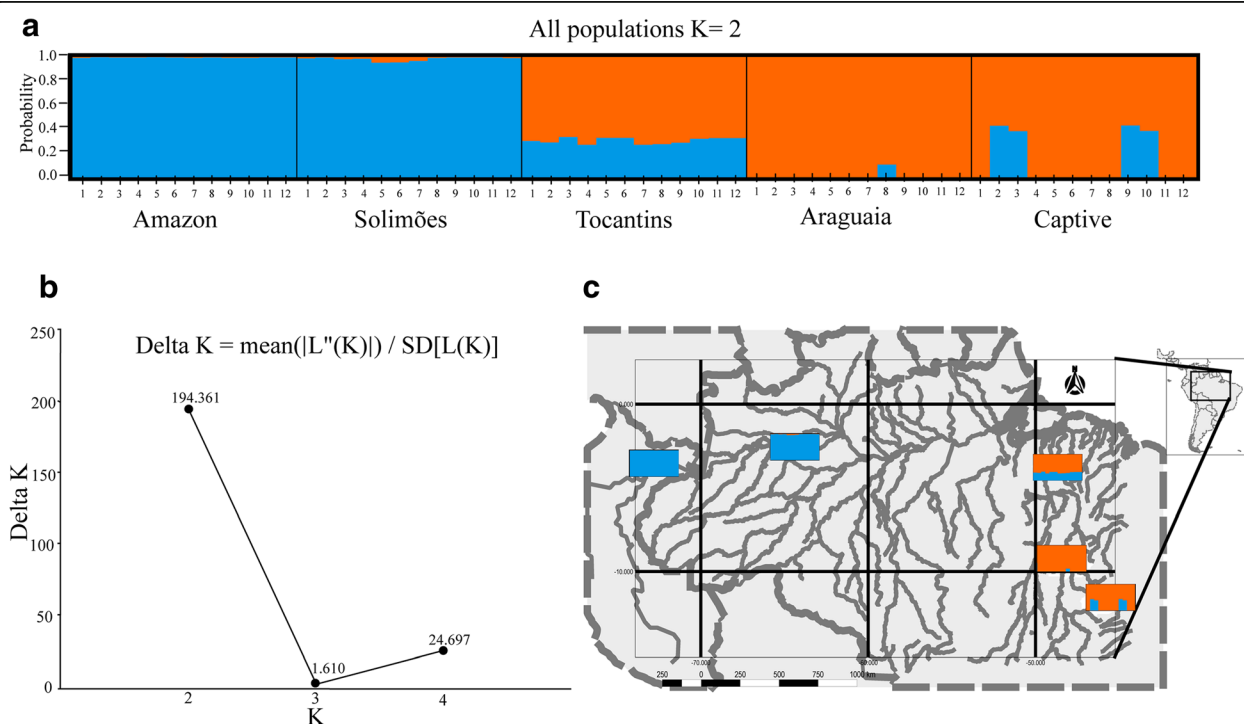 a
All populations K= 2
Probability
1.0
0.8
0.6
0.4
0.2
0.0
1 2 3 4 5 6 7 8 9 10 11 12 1 2 3 4 5 6 7 8 9 10 11 12 1 2 3 4 5 6 7 8 9 10 11 12 1 2 3 4 5 6 7 8 9 10 11 12 1 2 3 4 5 6 7 8 9 10 11 12
Amazon Solimões Tocantins Araguaia Captive
b
Delta K = mean(|L"(K)|) / SD[L(K)]
Delta K
250
200
150
100
50
0
194.361
1.610
24.697
2 3 4
K
c
-10.000
-70.000 -50.000
250 0 250 500 750 1000 km